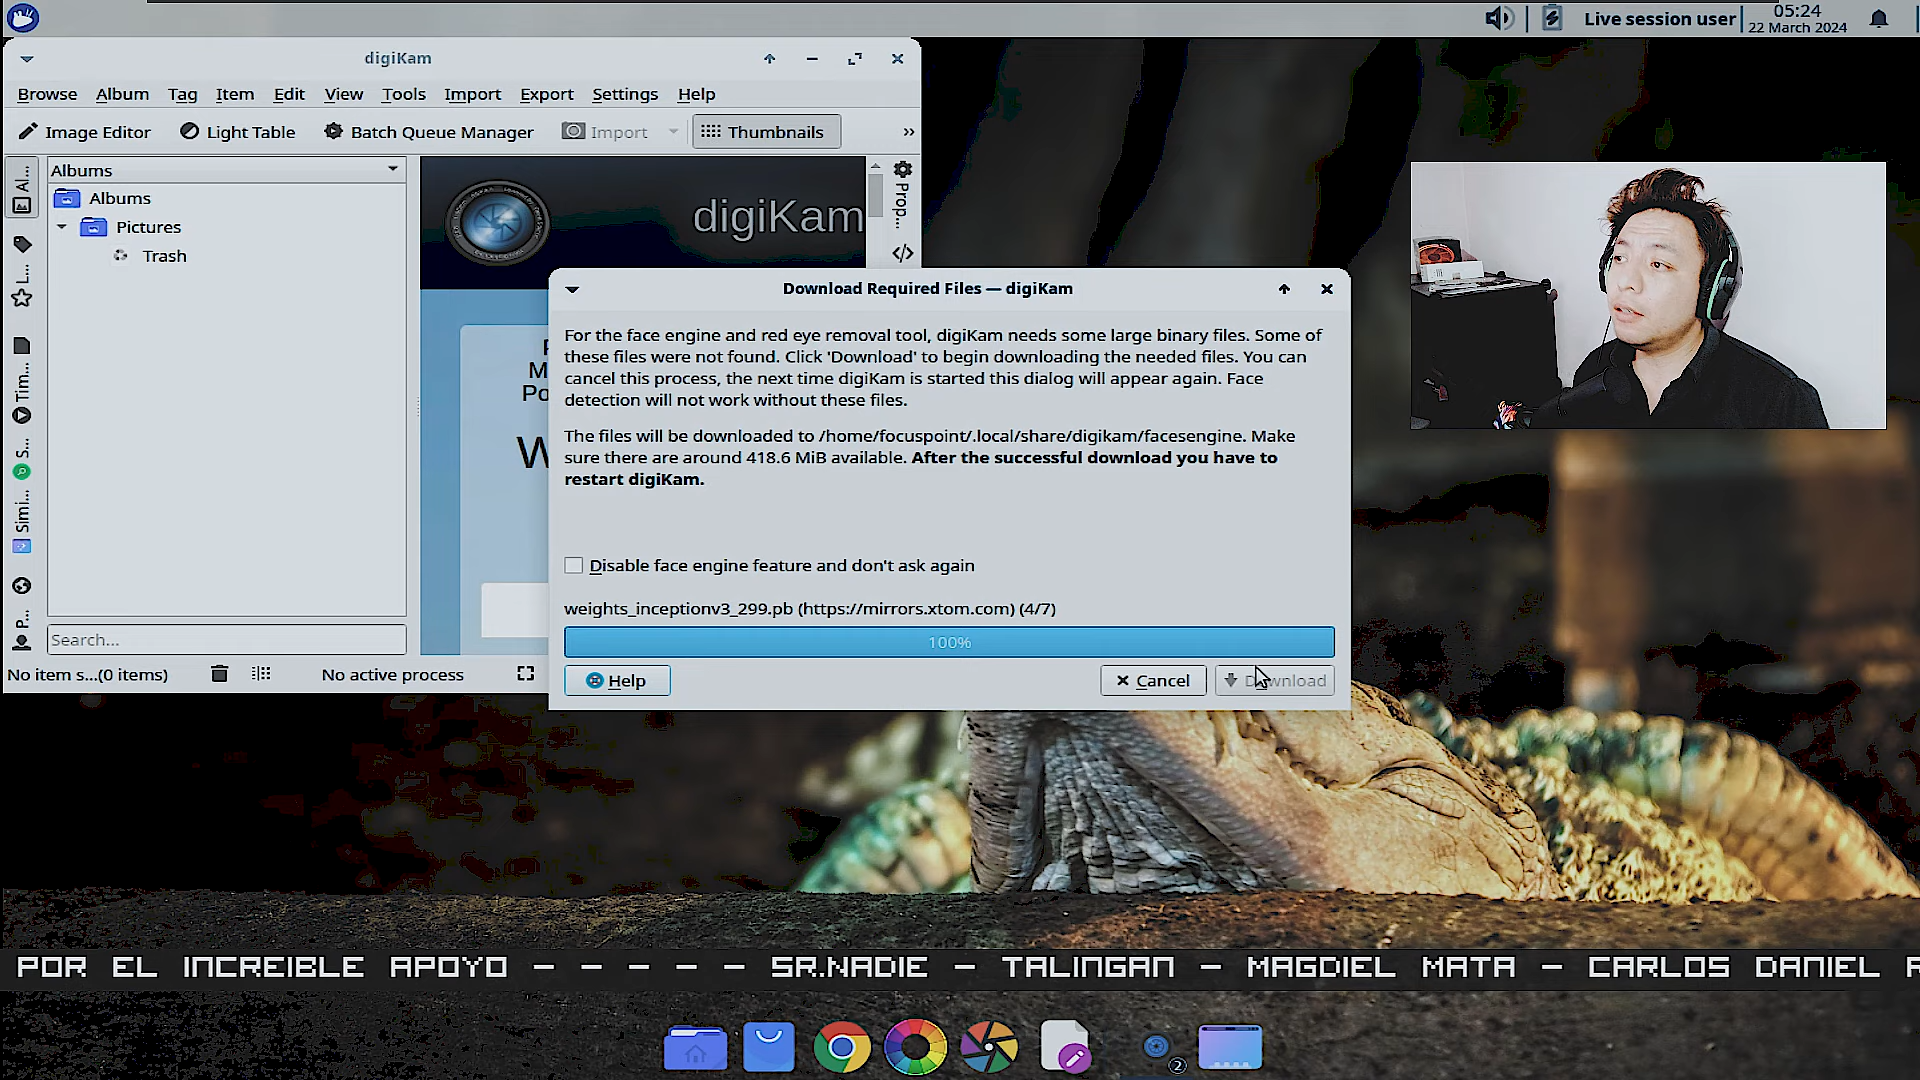 Live session user
05:24
22 March 2024
digiKam
Browse Album Tag Item Edit View Tools Import Export Settings Help
Image Editor Light Table Batch Queue Manager Import Thumbnails »
Al...
Albums
Albums
Pictures
Trash
Prop...
digiKam
L...
Tim...
S...
Simi...
P...
Search...
No item s...(0 items) No active process
Download Required Files — digiKam
For the face engine and red eye removal tool, digiKam needs some large binary files. Some of
these files were not found. Click 'Download' to begin downloading the needed files. You can
cancel this process, the next time digiKam is started this dialog will appear again. Face
detection will not work without these files.
The files will be downloaded to /home/focuspoint/.local/share/digikam/facesengine. Make
sure there are around 418.6 MiB available. After the successful download you have to
restart digiKam.
Disable face engine feature and don't ask again
weights_inceptionv3_299.pb (https://mirrors.xtom.com) (4/7)
100%
Help Cancel Download
POR EL INCREIBLE APOYO - - - - - SR.NADIE - TALINGAN - MAGDIEL MATA - CARLOS DANIEL
2